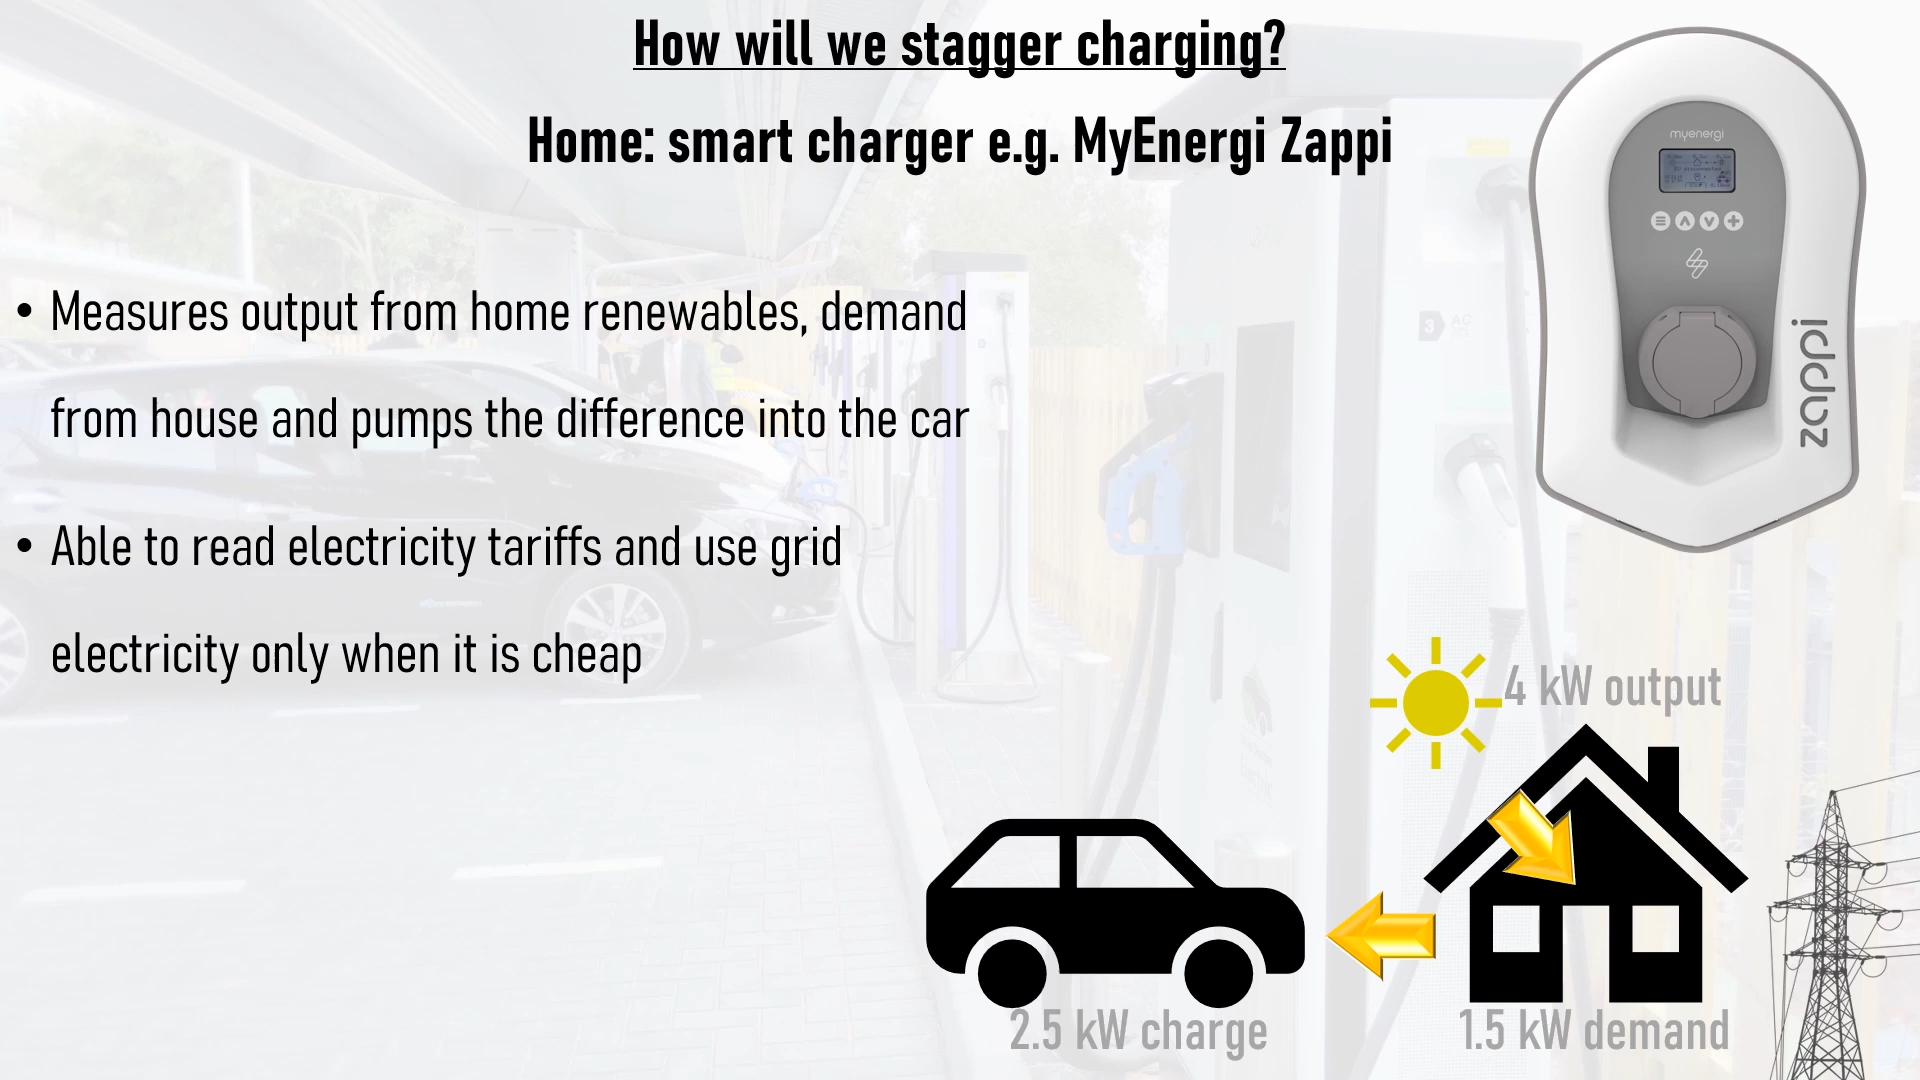 How will we stagger charging?
Home: smart charger e.g. MyEnergi Zappi
myenergi
zappi
• Measures output from home renewables, demand
from house and pumps the difference into the car
• Able to read electricity tariffs and use grid
electricity only when it is cheap
3 AC
4 kW output
2.5 kW charge
1.5 kW demand